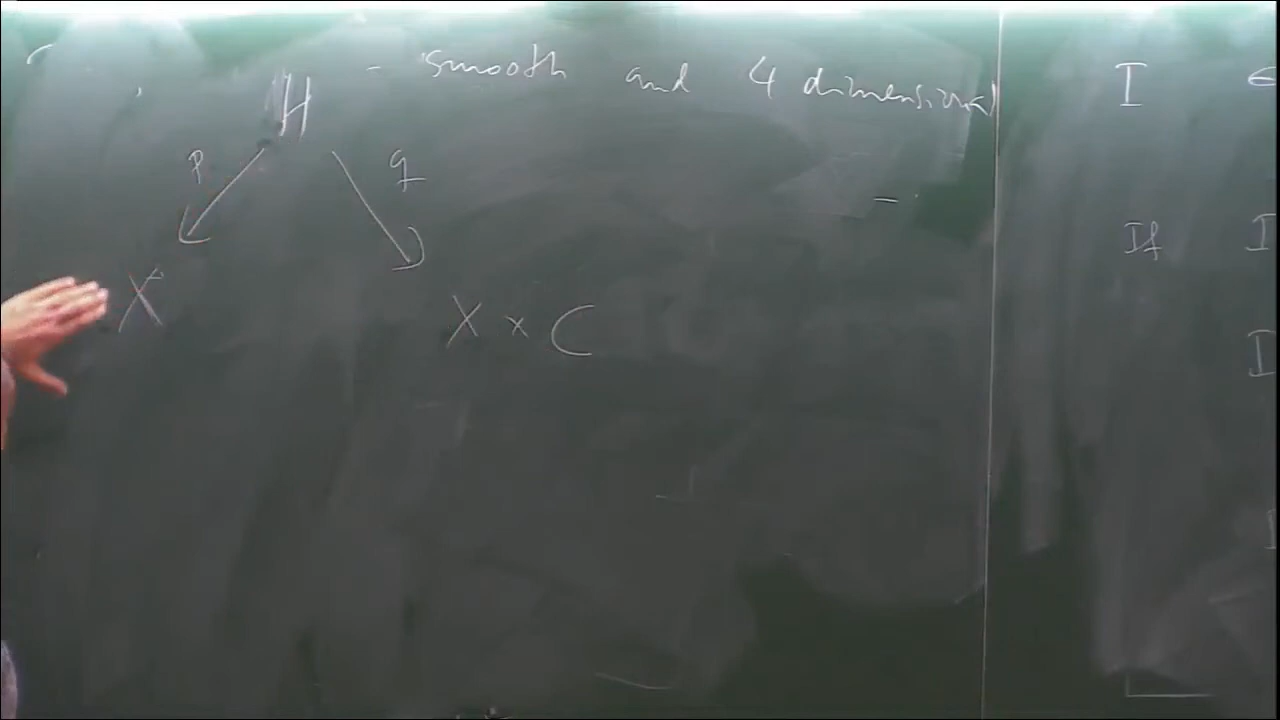 H - smooth and 4 dimensional
p q
X X × C
I ∈
If I
I